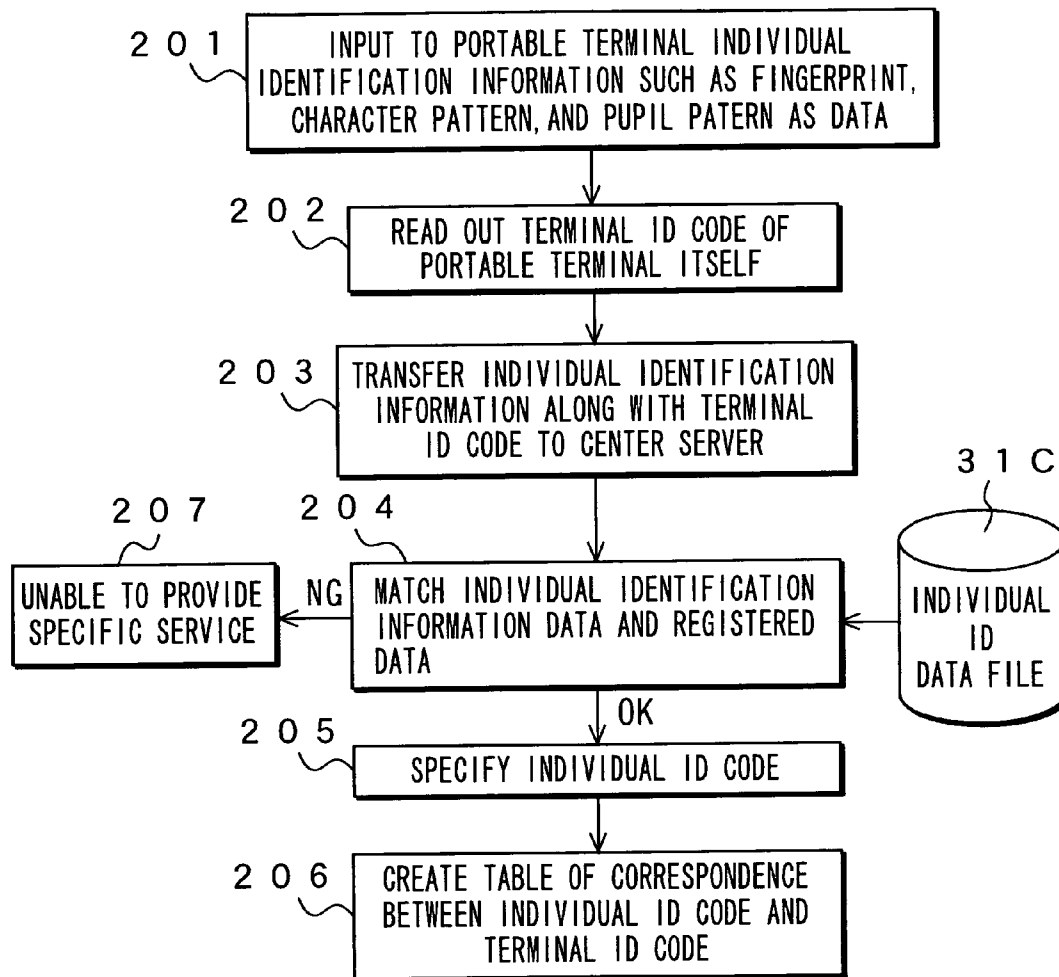 201
INPUT TO PORTABLE TERMINAL INDIVIDUAL
IDENTIFICATION INFORMATION SUCH AS FINGERPRINT,
CHARACTER PATTERN, AND PUPIL PATERN AS DATA
202
READ OUT TERMINAL ID CODE OF
PORTABLE TERMINAL ITSELF
203
TRANSFER INDIVIDUAL IDENTIFICATION
INFORMATION ALONG WITH TERMINAL
ID CODE TO CENTER SERVER
31C
INDIVIDUAL
ID
DATA FILE
204
MATCH INDIVIDUAL IDENTIFICATION
INFORMATION DATA AND REGISTERED
DATA
207
UNABLE TO PROVIDE
SPECIFIC SERVICE
NG
OK
205
SPECIFY INDIVIDUAL ID CODE
206
CREATE TABLE OF CORRESPONDENCE
BETWEEN INDIVIDUAL ID CODE AND
TERMINAL ID CODE